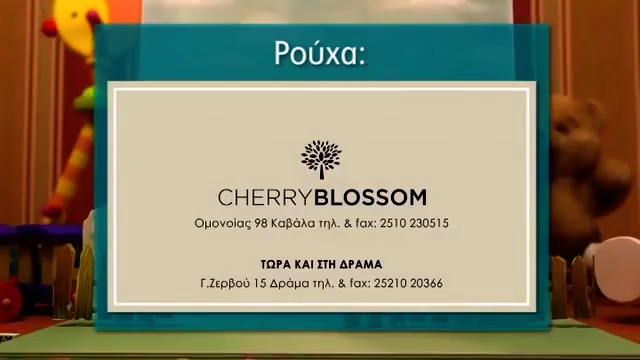 Ρούχα:
CHERRYBLOSSOM
Ομονοίας 98 Καβάλα τηλ. & fax: 2510 230515
ΤΩΡΑ ΚΑΙ ΣΤΗ ΔΡΑΜΑ
Γ.Ζερβού 15 Δράμα τηλ. & fax: 25210 20366